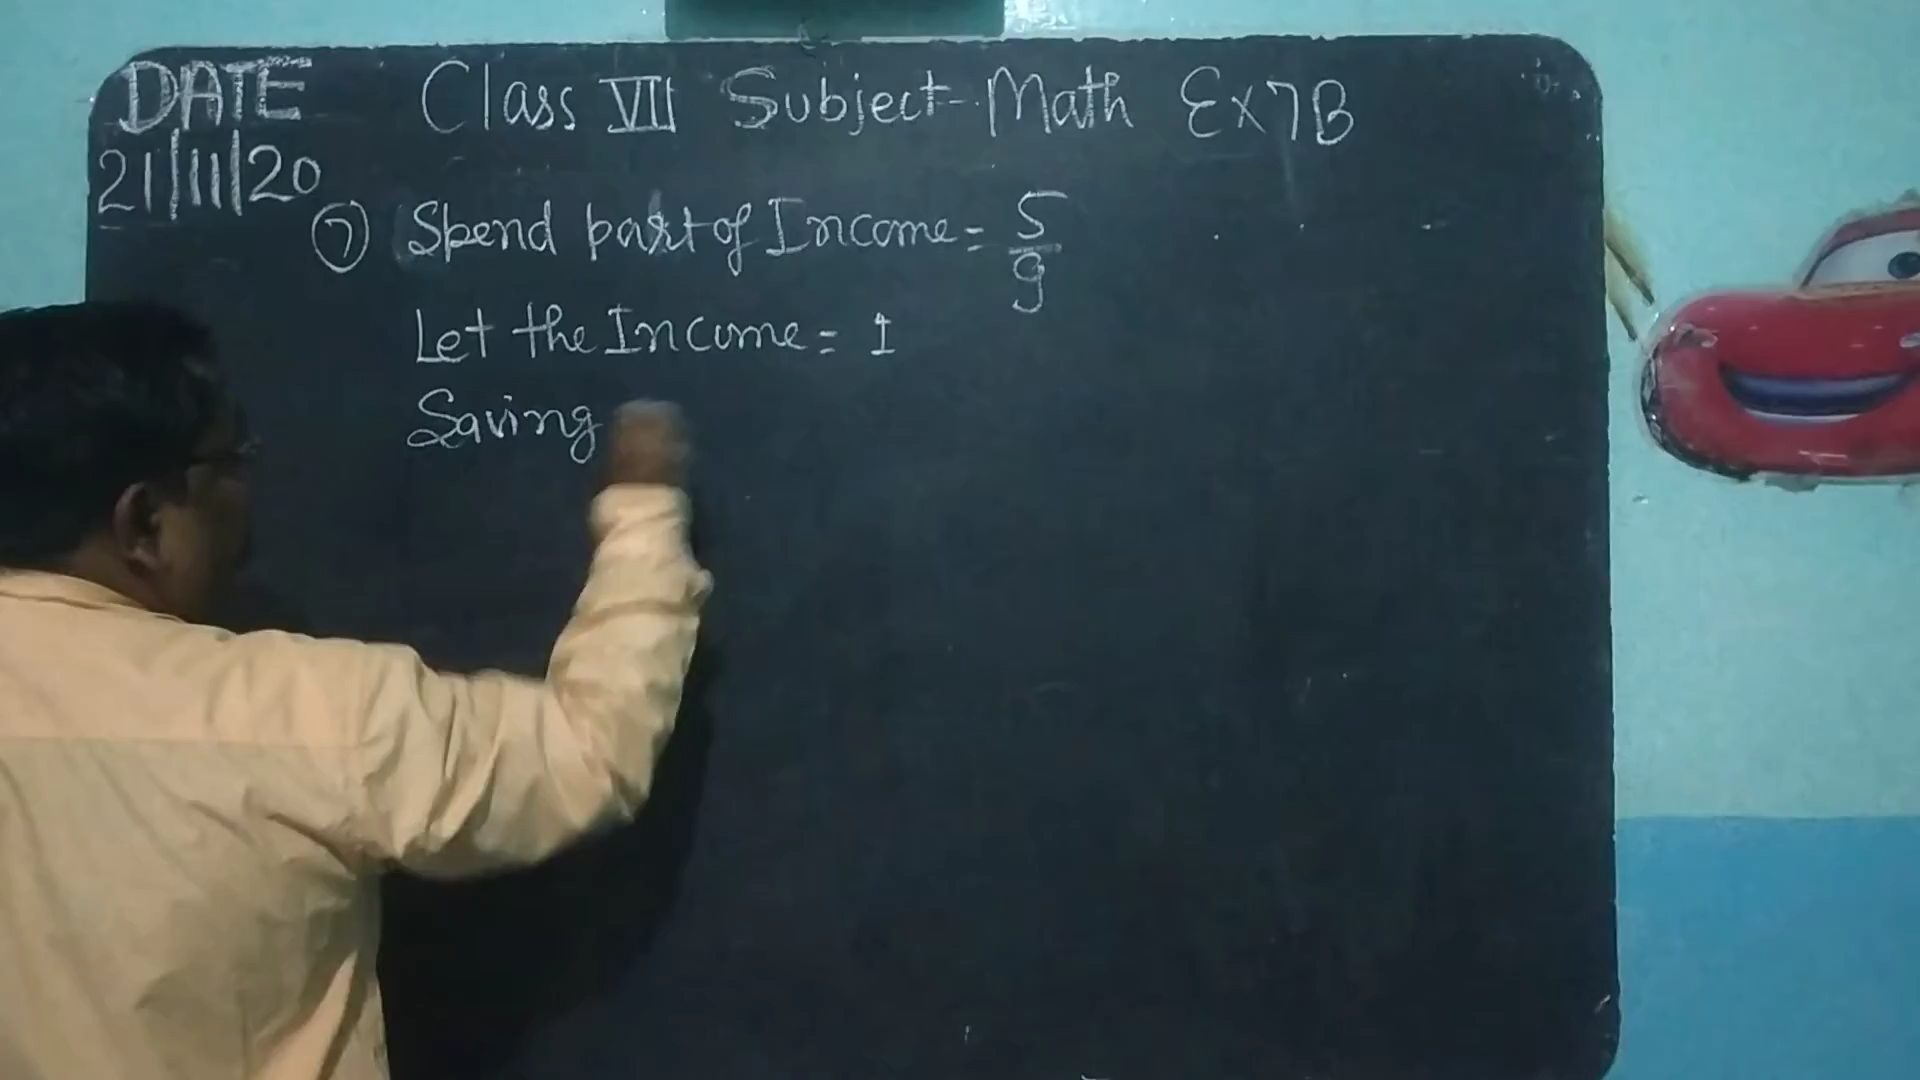 DATE Class VII Subject- Math Ex7B
21/11/20
7 Spend part of Income = 5/9
Let the Income = 1
Saving